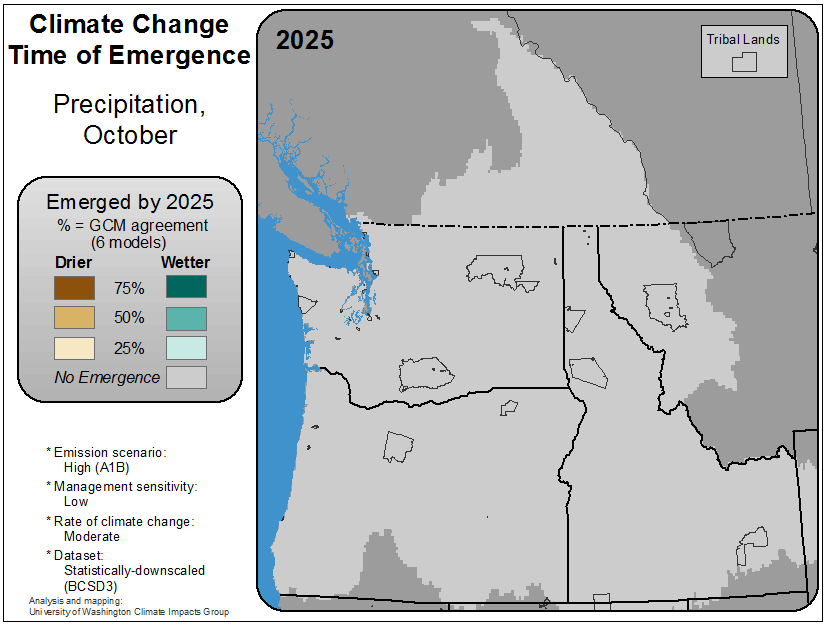 Climate Change
Time of Emergence
Precipitation,
October
Emerged by 2025
% = GCM agreement
(6 models)
Drier Wetter
75%
50%
25%
No Emergence
* Emission scenario:
High (A1B)
* Management sensitivity:
Low
* Rate of climate change:
Moderate
* Dataset:
Statistically-downscaled
(BCSD3)
Analysis and mapping:
University of Washington Climate Impacts Group
2025
Tribal Lands